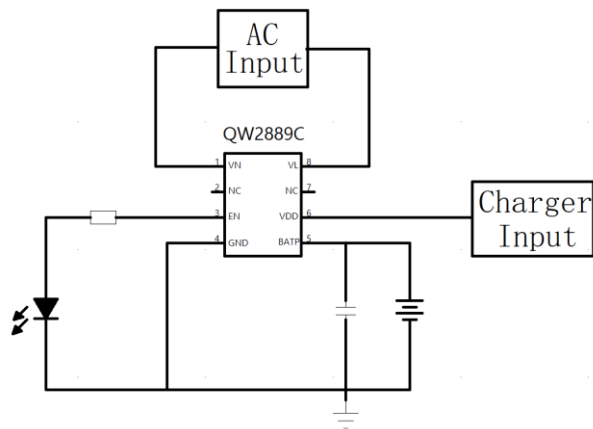 AC
Input
QW2889C
1 VN VL 8
2 NC NC 7
3 EN VDD 6
4 GND BATP 5
Charger
Input